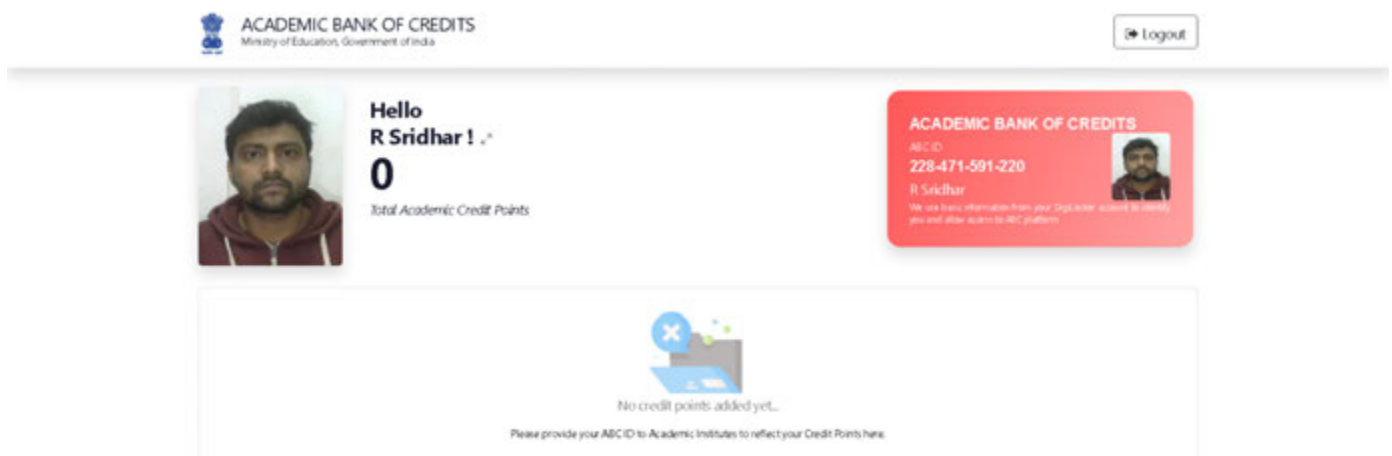 ACADEMIC BANK OF CREDITS
Ministry of Education, Government of India
Logout
Hello
R Sridhar !
0
Total Academic Credit Points
ACADEMIC BANK OF CREDITS
ABC ID
228-471-591-220
R Sridhar
We use basic information from your DigiLocker account to identify
you and allow access to ABC platform
No credit points added yet...
Please provide your ABC ID to Academic Institutes to reflect your Credit Points here.